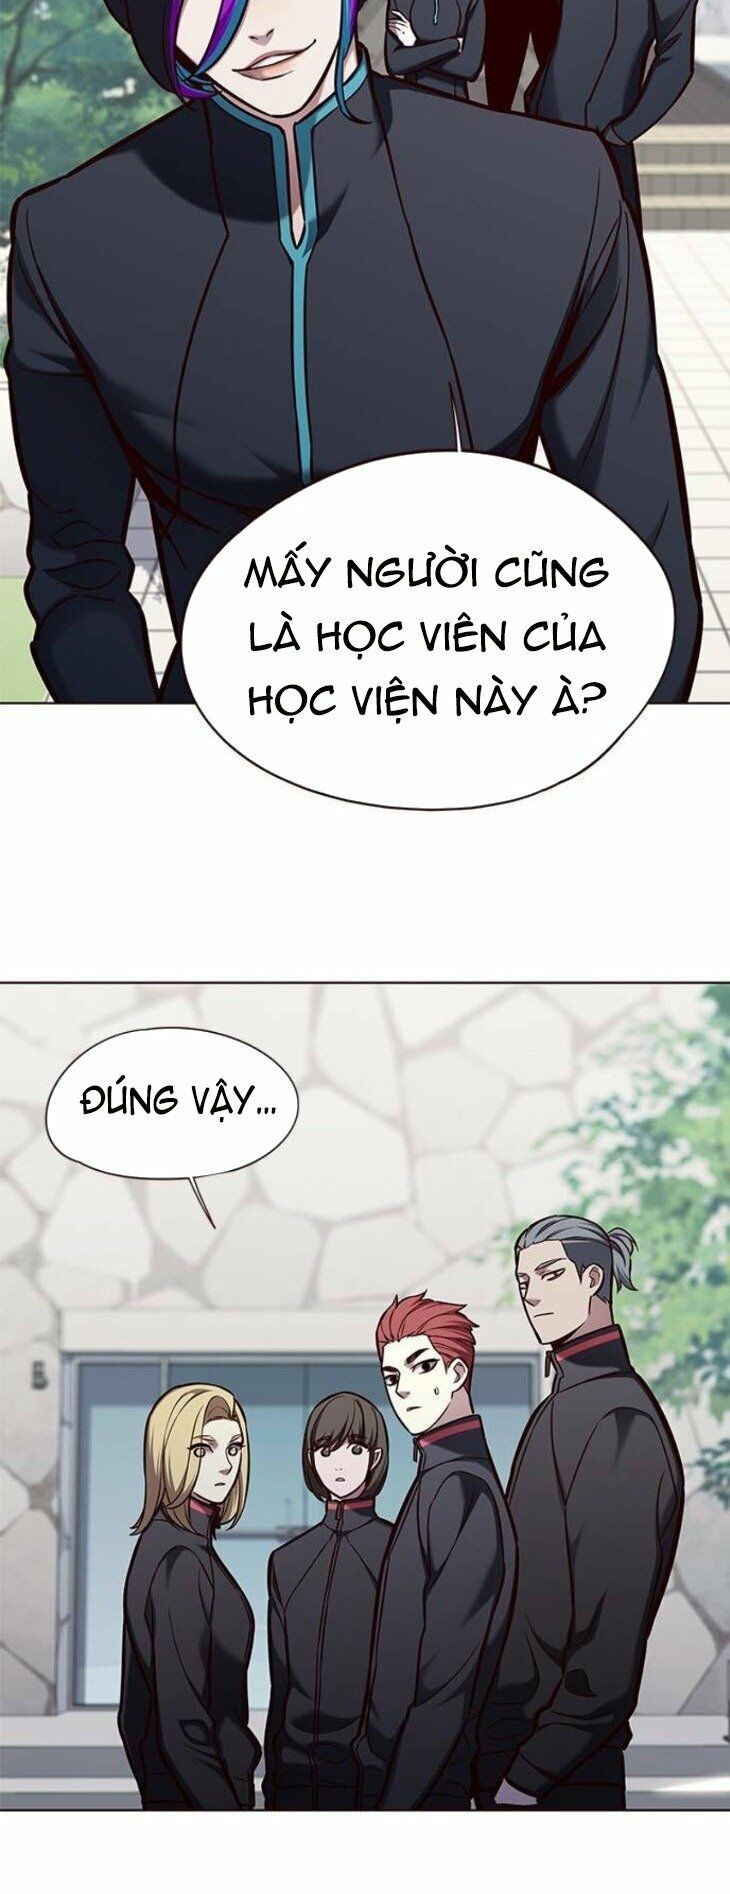 MẤY NGƯỜI CŨNG
LÀ HỌC VIÊN CỦA
HỌC VIỆN NÀY À?
ĐÚNG VẬY...